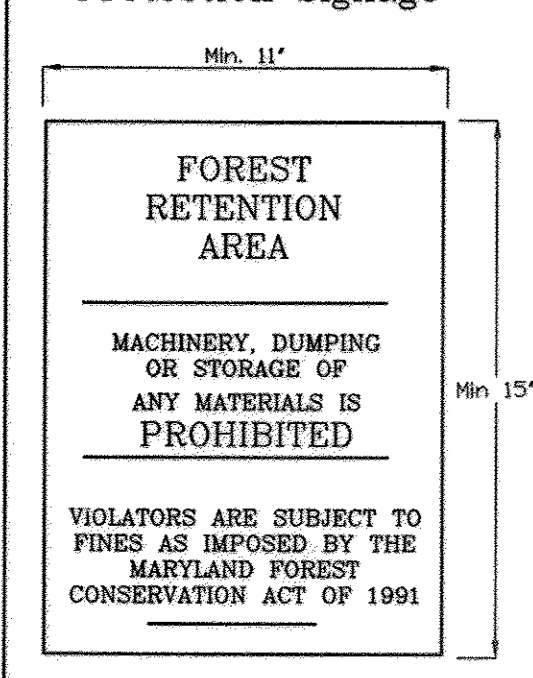 Signage
Min. 11"
FOREST
RETENTION
AREA
MACHINERY, DUMPING
OR STORAGE OF
ANY MATERIALS IS
PROHIBITED
Min 15"
VIOLATORS ARE SUBJECT TO
FINES AS IMPOSED BY THE
MARYLAND FOREST
CONSERVATION ACT OF 1991